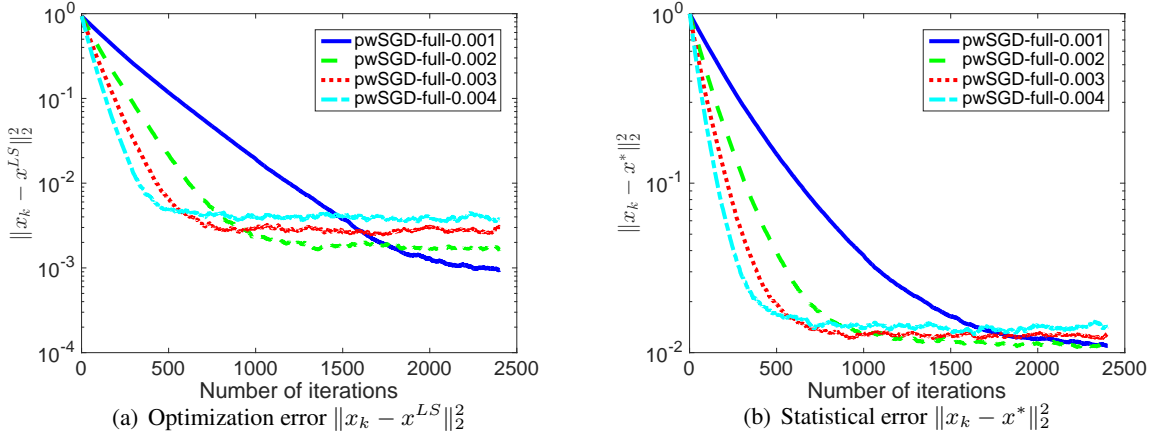 10^0
10^-1
10^-2
10^-3
10^-4
‖x_k − x^{LS}‖_2^2
0 500 1000 1500 2000 2500
Number of iterations
pwSGD-full-0.001
pwSGD-full-0.002
pwSGD-full-0.003
pwSGD-full-0.004
(a) Optimization error ‖x_k − x^{LS}‖_2^2
10^0
10^-1
10^-2
‖x_k − x^*‖_2^2
0 500 1000 1500 2000 2500
Number of iterations
pwSGD-full-0.001
pwSGD-full-0.002
pwSGD-full-0.003
pwSGD-full-0.004
(b) Statistical error ‖x_k − x^*‖_2^2